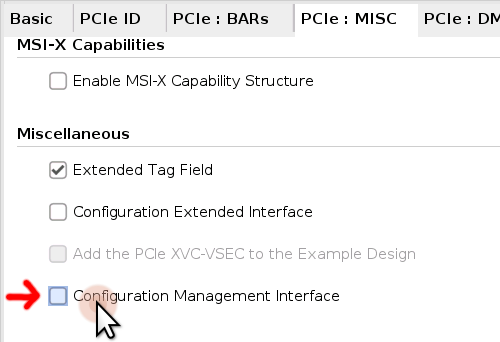 Basic PCIe ID PCIe : BARs PCIe : MISC PCIe : DM
MSI-X Capabilities
Enable MSI-X Capability Structure
Miscellaneous
Extended Tag Field
Configuration Extended Interface
Add the PCIe XVC-VSEC to the Example Design
Configuration Management Interface